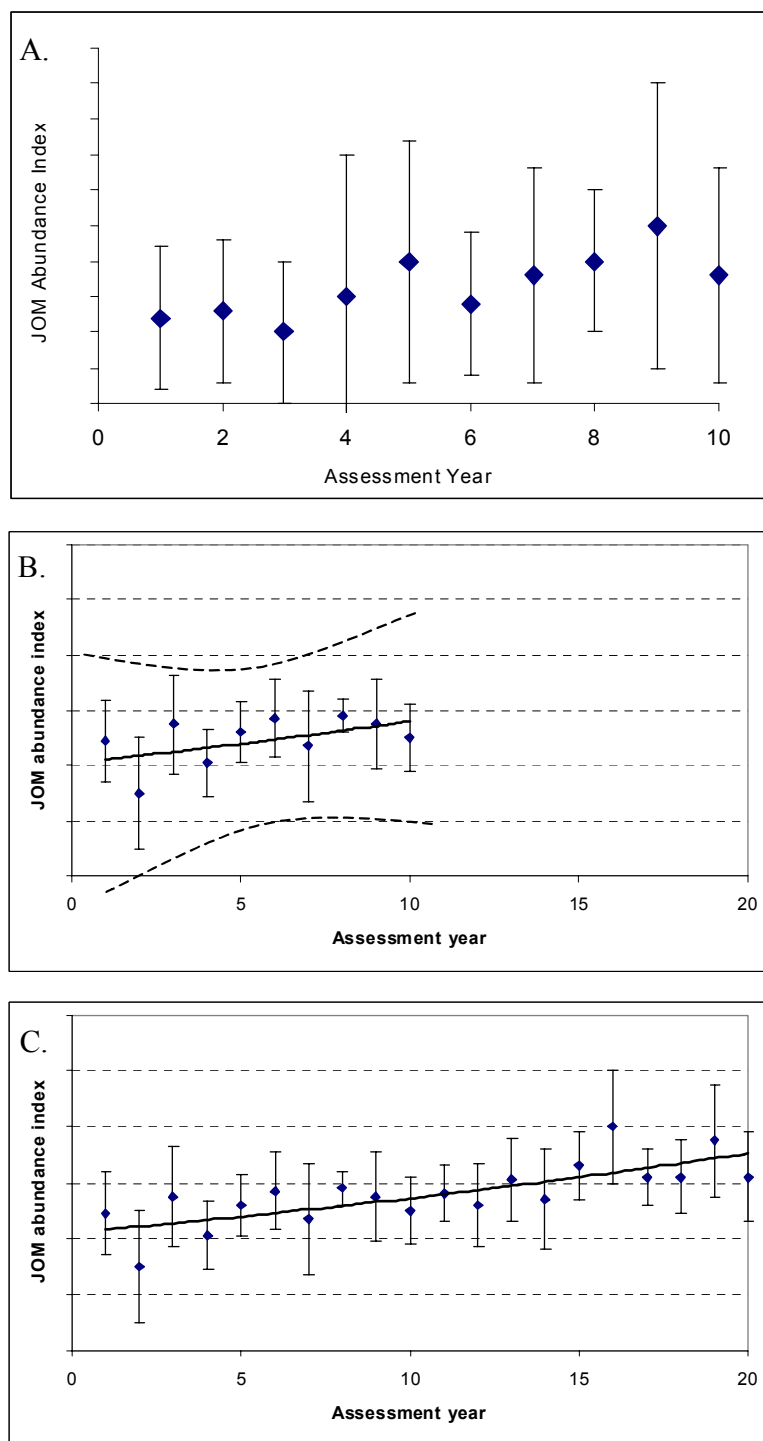 A.
JOM Abundance Index
0 2 4 6 8 10
Assessment Year
B.
JOM abundance index
0 5 10 15 20
Assessment year
C.
JOM abundance index
0 5 10 15 20
Assessment year